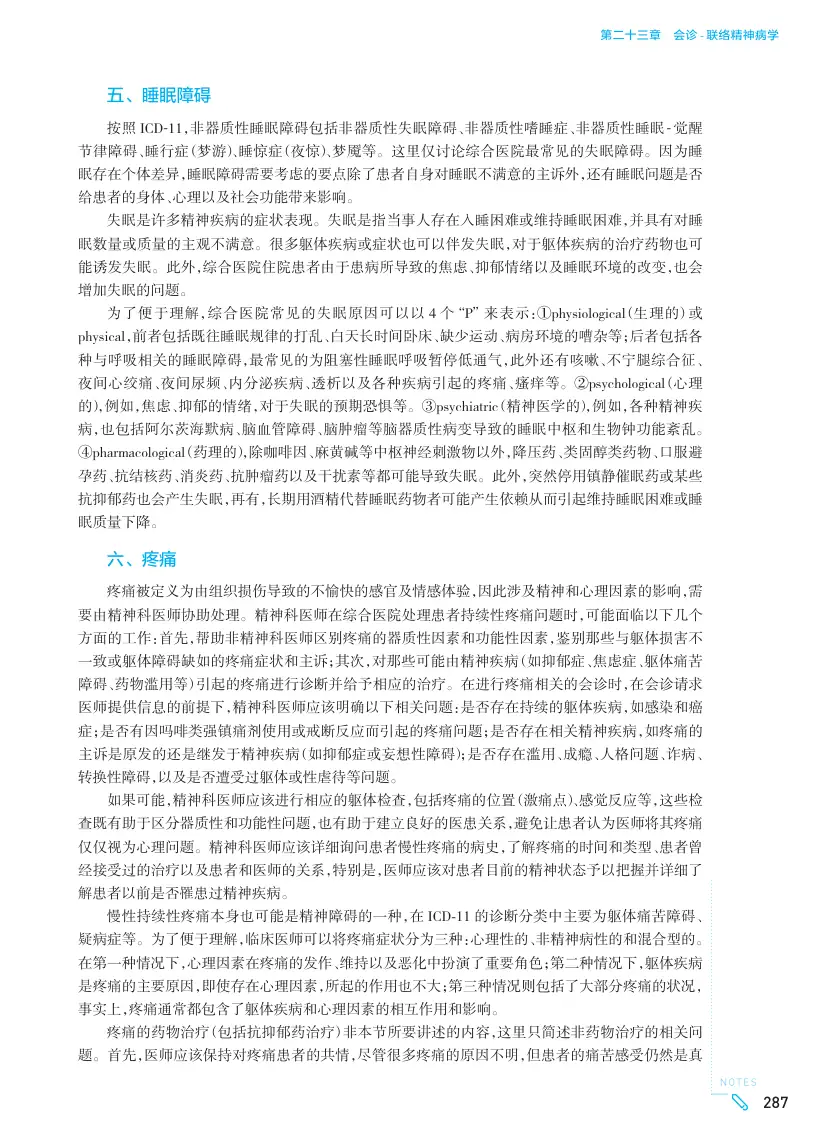 第二十三章　会诊-联络精神病学
五、睡眠障碍
按照 ICD-11,非器质性睡眠障碍包括非器质性失眠障碍、非器质性嗜睡症、非器质性睡眠-觉醒
节律障碍、睡行症(梦游)、睡惊症(夜惊)、梦魇等。这里仅讨论综合医院最常见的失眠障碍。因为睡
眠存在个体差异,睡眠障碍需要考虑的要点除了患者自身对睡眠不满意的主诉外,还有睡眠问题是否
给患者的身体、心理以及社会功能带来影响。
失眠是许多精神疾病的症状表现。失眠是指当事人存在入睡困难或维持睡眠困难,并具有对睡
眠数量或质量的主观不满意。很多躯体疾病或症状也可以伴发失眠,对于躯体疾病的治疗药物也可
能诱发失眠。此外,综合医院住院患者由于患病所导致的焦虑、抑郁情绪以及睡眠环境的改变,也会
增加失眠的问题。
为了便于理解,综合医院常见的失眠原因可以以 4 个“P”来表示:①physiological(生理的)或
physical,前者包括既往睡眠规律的打乱、白天长时间卧床、缺少运动、病房环境的嘈杂等;后者包括各
种与呼吸相关的睡眠障碍,最常见的为阻塞性睡眠呼吸暂停低通气,此外还有咳嗽、不宁腿综合征、
夜间心绞痛、夜间尿频、内分泌疾病、透析以及各种疾病引起的疼痛、瘙痒等。②psychological(心理
的),例如,焦虑、抑郁的情绪,对于失眠的预期恐惧等。③psychiatric(精神医学的),例如,各种精神疾
病,也包括阿尔茨海默病、脑血管障碍、脑肿瘤等脑器质性病变导致的睡眠中枢和生物钟功能紊乱。
④pharmacological(药理的),除咖啡因、麻黄碱等中枢神经刺激物以外,降压药、类固醇类药物、口服避
孕药、抗结核药、消炎药、抗肿瘤药以及干扰素等都可能导致失眠。此外,突然停用镇静催眠药或某些
抗抑郁药也会产生失眠,再有,长期用酒精代替睡眠药物者可能产生依赖从而引起维持睡眠困难或睡
眠质量下降。
六、疼痛
疼痛被定义为由组织损伤导致的不愉快的感官及情感体验,因此涉及精神和心理因素的影响,需
要由精神科医师协助处理。精神科医师在综合医院处理患者持续性疼痛问题时,可能面临以下几个
方面的工作:首先,帮助非精神科医师区别疼痛的器质性因素和功能性因素,鉴别那些与躯体损害不
一致或躯体障碍缺如的疼痛症状和主诉;其次,对那些可能由精神疾病(如抑郁症、焦虑症、躯体痛苦
障碍、药物滥用等)引起的疼痛进行诊断并给予相应的治疗。在进行疼痛相关的会诊时,在会诊请求
医师提供信息的前提下,精神科医师应该明确以下相关问题:是否存在持续的躯体疾病,如感染和癌
症;是否有因吗啡类强镇痛剂使用或戒断反应而引起的疼痛问题;是否存在相关精神疾病,如疼痛的
主诉是原发的还是继发于精神疾病(如抑郁症或妄想性障碍);是否存在滥用、成瘾、人格问题、诈病、
转换性障碍,以及是否遭受过躯体或性虐待等问题。
如果可能,精神科医师应该进行相应的躯体检查,包括疼痛的位置(激痛点)、感觉反应等,这些检
查既有助于区分器质性和功能性问题,也有助于建立良好的医患关系,避免让患者认为医师将其疼痛
仅仅视为心理问题。精神科医师应该详细询问患者慢性疼痛的病史,了解疼痛的时间和类型、患者曾
经接受过的治疗以及患者和医师的关系,特别是,医师应该对患者目前的精神状态予以把握并详细了
解患者以前是否罹患过精神疾病。
慢性持续性疼痛本身也可能是精神障碍的一种,在 ICD-11 的诊断分类中主要为躯体痛苦障碍、
疑病症等。为了便于理解,临床医师可以将疼痛症状分为三种:心理性的、非精神病性的和混合型的。
在第一种情况下,心理因素在疼痛的发作、维持以及恶化中扮演了重要角色;第二种情况下,躯体疾病
是疼痛的主要原因,即使存在心理因素,所起的作用也不大;第三种情况则包括了大部分疼痛的状况,
事实上,疼痛通常都包含了躯体疾病和心理因素的相互作用和影响。
疼痛的药物治疗(包括抗抑郁药治疗)非本节所要讲述的内容,这里只简述非药物治疗的相关问
题。首先,医师应该保持对疼痛患者的共情,尽管很多疼痛的原因不明,但患者的痛苦感受仍然是真
NOTES
287